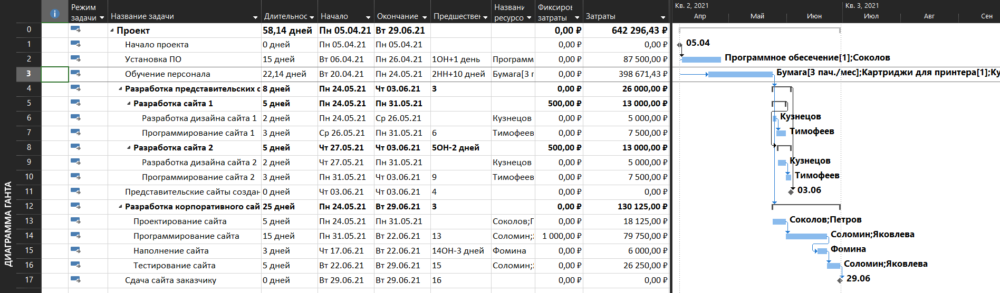 Режим задачи Название задачи Длительнос Начало Окончание Предшествен Названи ресурсо Фиксиров затраты Затраты
Кв. 2, 2021 Кв. 3, 2021
Апр Май Июн Июл Авг Сен
0 Проект 58,14 дней Пн 05.04.21 Вт 29.06.21 0,00 ₽ 642 296,43 ₽
1 Начало проекта 0 дней Пн 05.04.21 Пн 05.04.21 0,00 ₽ 0,00 ₽ 05.04
2 Установка ПО 15 дней Вт 06.04.21 Пн 26.04.21 1ОН+1 день Программ 0,00 ₽ 87 500,00 ₽ Программное обесечение[1];Соколов
3 Обучение персонала 22,14 дней Вт 20.04.21 Пн 24.05.21 2НН+10 дней Бумага[3 г 0,00 ₽ 398 671,43 ₽ Бумага[3 пач./мес];Картриджи для принтера[1];Ку
4 Разработка представительских с 8 дней Пн 24.05.21 Чт 03.06.21 3 0,00 ₽ 26 000,00 ₽
5 Разработка сайта 1 5 дней Пн 24.05.21 Пн 31.05.21 500,00 ₽ 13 000,00 ₽
6 Разработка дизайна сайта 1 2 дней Пн 24.05.21 Ср 26.05.21 Кузнецов 0,00 ₽ 5 000,00 ₽ Кузнецов
7 Программирование сайта 1 3 дней Ср 26.05.21 Пн 31.05.21 6 Тимофеев 0,00 ₽ 7 500,00 ₽ Тимофеев
8 Разработка сайта 2 5 дней Чт 27.05.21 Чт 03.06.21 5ОН-2 дней 500,00 ₽ 13 000,00 ₽
9 Разработка дизайна сайта 2 2 дней Чт 27.05.21 Пн 31.05.21 Кузнецов 0,00 ₽ 5 000,00 ₽ Кузнецов
10 Программирование сайта 2 3 дней Пн 31.05.21 Чт 03.06.21 9 Тимофеев 0,00 ₽ 7 500,00 ₽ Тимофеев
11 Представительские сайты создан 0 дней Чт 03.06.21 Чт 03.06.21 4 0,00 ₽ 0,00 ₽ 03.06
12 Разработка корпоративного сай 25 дней Пн 24.05.21 Вт 29.06.21 3 0,00 ₽ 130 125,00 ₽
13 Проектирование сайта 5 дней Пн 24.05.21 Пн 31.05.21 Соколов;Г 0,00 ₽ 18 125,00 ₽ Соколов;Петров
14 Программирование сайта 15 дней Пн 31.05.21 Вт 22.06.21 13 Соломин; 1 000,00 ₽ 79 750,00 ₽ Соломин;Яковлева
15 Наполнение сайта 3 дней Чт 17.06.21 Вт 22.06.21 14ОН-3 дней Фомина 0,00 ₽ 6 000,00 ₽ Фомина
16 Тестирование сайта 5 дней Вт 22.06.21 Вт 29.06.21 15 Соломин; 0,00 ₽ 26 250,00 ₽ Соломин;Яковлева
17 Сдача сайта заказчику 0 дней Вт 29.06.21 Вт 29.06.21 16 0,00 ₽ 0,00 ₽ 29.06
ДИАГРАММА ГАНТА